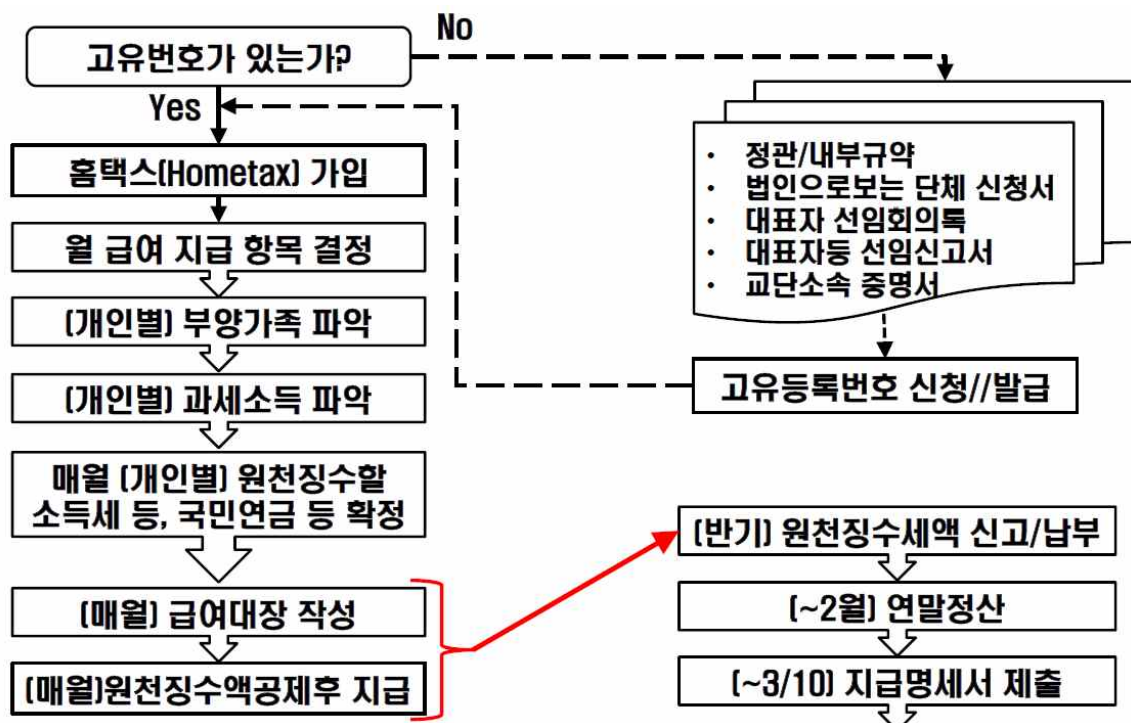 고유번호가 있는가?
No
Yes
홈택스(Hometax) 가입
월 급여 지급 항목 결정
(개인별) 부양가족 파악
(개인별) 과세소득 파악
매월 (개인별) 원천징수할
소득세 등, 국민연금 등 확정
(매월) 급여대장 작성
(매월)원천징수액공제후 지급
• 정관/내부규약
• 법인으로보는 단체 신청서
• 대표자 선임회의록
• 대표자등 선임신고서
• 교단소속 증명서
고유등록번호 신청//발급
(반기) 원천징수세액 신고/납부
(~2월) 연말정산
(~3/10) 지급명세서 제출